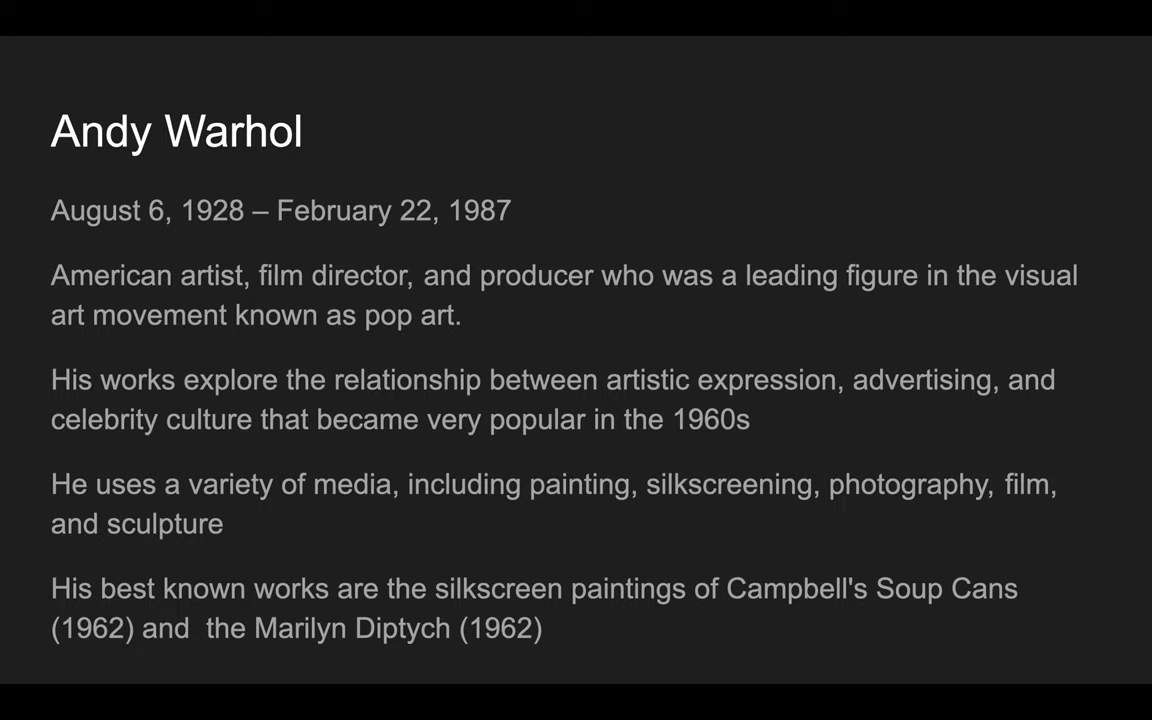 Andy Warhol
August 6, 1928 – February 22, 1987
American artist, film director, and producer who was a leading figure in the visual
art movement known as pop art.
His works explore the relationship between artistic expression, advertising, and
celebrity culture that became very popular in the 1960s
He uses a variety of media, including painting, silkscreening, photography, film,
and sculpture
His best known works are the silkscreen paintings of Campbell's Soup Cans
(1962) and  the Marilyn Diptych (1962)